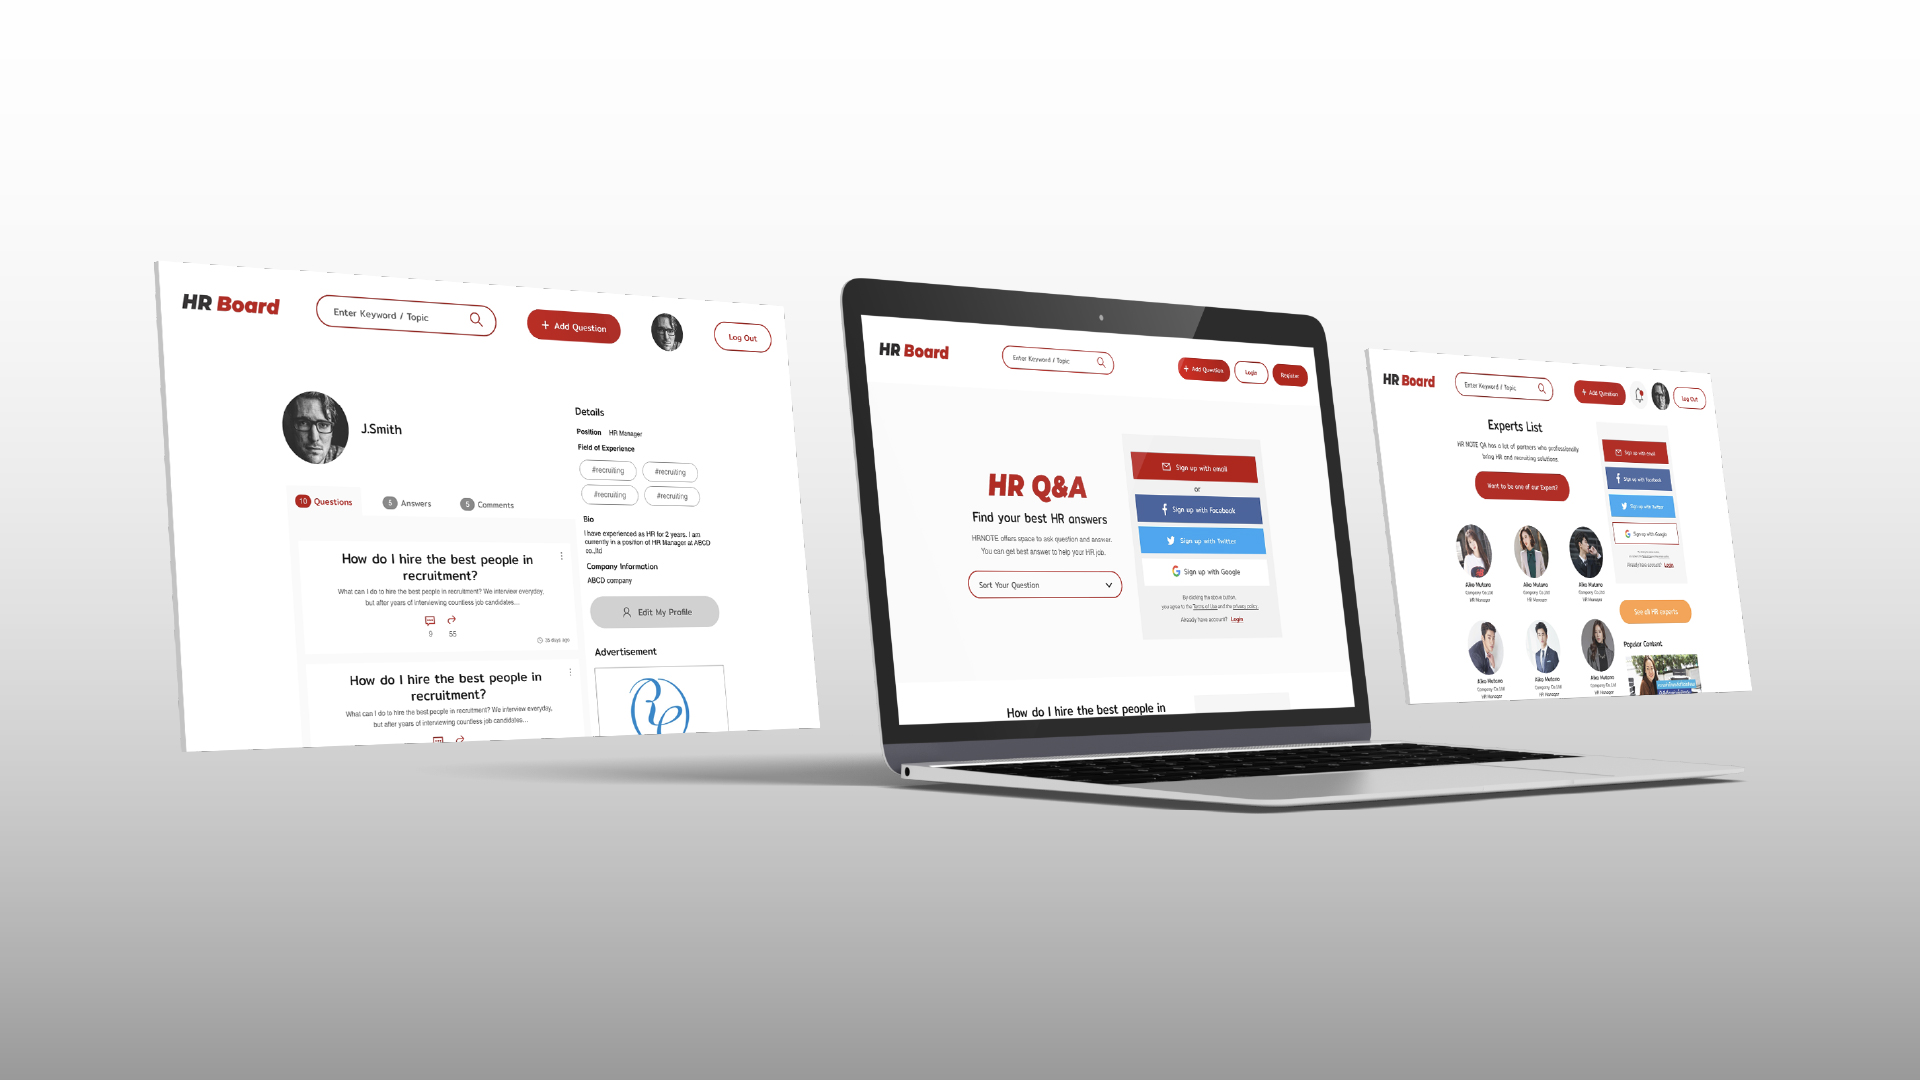 HR Board
Enter Keyword / Topic
+ Add Question
Log Out
J.Smith
10 Questions
5 Answers
5 Comments
How do I hire the best people in
recruitment?
What can I do to hire the best people in recruitment? We interview everyday,
but after years of interviewing countless job candidates...
9
55
35 days ago
How do I hire the best people in
recruitment?
What can I do to hire the best people in recruitment? We interview everyday,
but after years of interviewing countless job candidates...
Details
Position HR Manager
Field of Experience
#recruiting
#recruiting
#recruiting
#recruiting
Bio
I have experienced as HR for 2 years. I am
currently in a position of HR Manager at ABCD
co.,ltd
Company Information
ABCD company
Edit My Profile
Advertisement
HR Board
Enter Keyword / Topic
+ Add Question
Login
Register
HR Q&A
Find your best HR answers
HRNOTE offers space to ask question and answer.
You can get best answer to help your HR job.
Sort Your Question
Sign up with email
or
Sign up with Facebook
Sign up with Twitter
G Sign up with Google
By clicking the above button,
you agree to the Terms of Use and the privacy policy.
Already have account? Login
How do I hire the best people in
HR Board
Enter Keyword / Topic
+ Add Question
Log Out
Experts List
HR NOTE QA has a lot of partners who professionally
bring HR and recruiting solutions.
Want to be one of our Expert?
Aiko Mutano
Company Co.,Ltd
HR Manager
Aiko Mutano
Company Co.,Ltd
HR Manager
Aiko Mutano
Company Co.,Ltd
HR Manager
Aiko Mutano
Company Co.,Ltd
HR Manager
Aiko Mutano
Company Co.,Ltd
HR Manager
Aiko Mutano
Company Co.,Ltd
HR Manager
Sign up with email
Sign up with Facebook
Sign up with Twitter
G Sign up with Google
Already have account? Login
See all HR experts
Popular Content